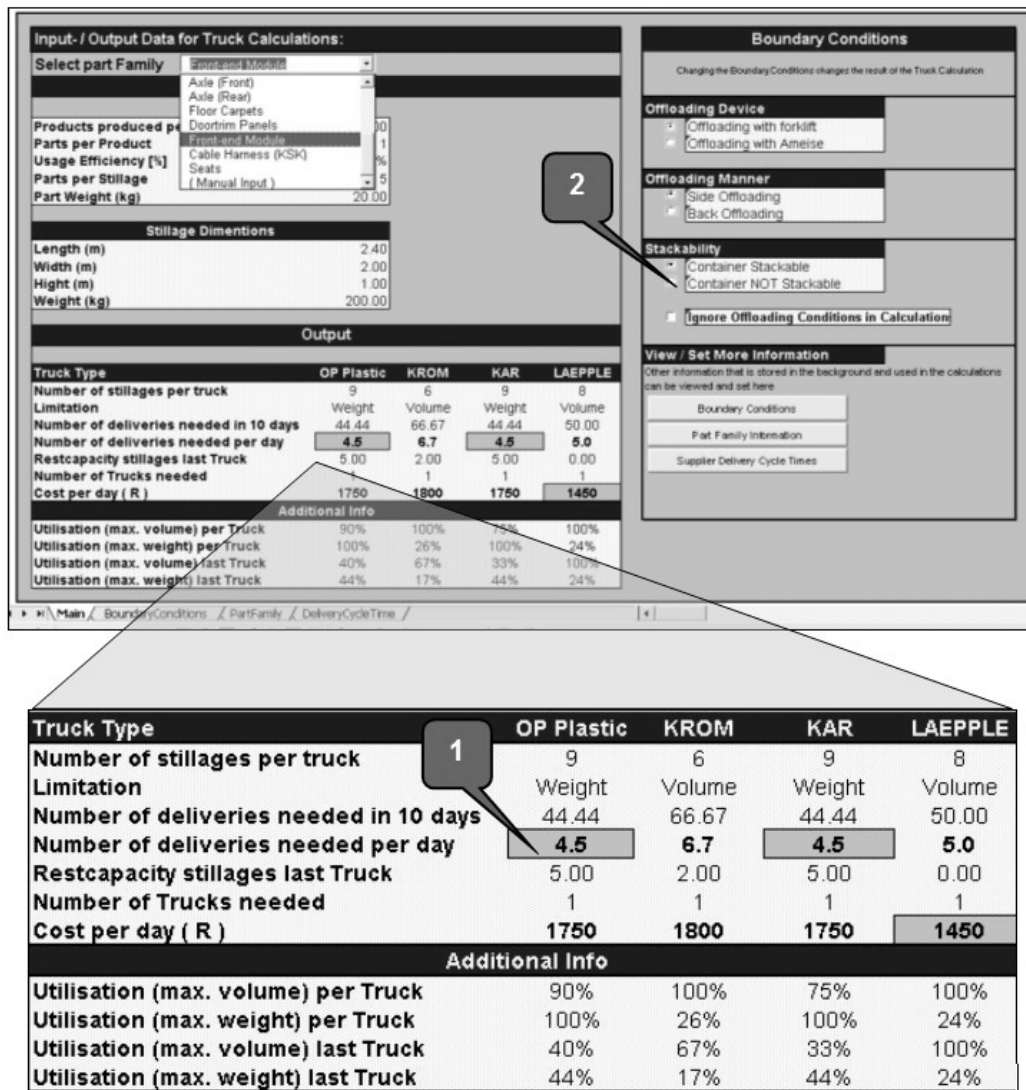 Input- / Output Data for Truck Calculations:
Select part Family Front-end Module
Axle (Front)
Axle (Rear)
Floor Carpets
Doortrim Panels
Front-end Module
Cable Harness (KSK)
Seats
( Manual Input )
Products produced pe 00
Parts per Product 1
Usage Efficiency [%] %
Parts per Stillage 5
Part Weight (kg) 20.00
Stillage Dimentions
Length (m) 2.40
Width (m) 2.00
Hight (m) 1.00
Weight (kg) 200.00
Output
Truck Type OP Plastic KROM KAR LAEPPLE
Number of stillages per truck 9 6 9 8
Limitation Weight Volume Weight Volume
Number of deliveries needed in 10 days 44.44 66.67 44.44 50.00
Number of deliveries needed per day 4.5 6.7 4.5 5.0
Restcapacity stillages last Truck 5.00 2.00 5.00 0.00
Number of Trucks needed 1 1 1 1
Cost per day ( R ) 1750 1800 1750 1450
Additional Info
Utilisation (max. volume) per Truck 90% 100% 75% 100%
Utilisation (max. weight) per Truck 100% 26% 100% 24%
Utilisation (max. volume) last Truck 40% 67% 33% 100%
Utilisation (max. weight) last Truck 44% 17% 44% 24%
Main BoundaryConditions PartFamily DeliveryCycleTime
Boundary Conditions
Changing the Boundary Conditions changes the result of the Truck Calculation
Offloading Device
Offloading with forklift
Offloading with Ameise
Offloading Manner
Side Offloading
Back Offloading
Stackability
Container Stackable
Container NOT Stackable
Ignore Offloading Conditions in Calculation
View / Set More Information
Other information that is stored in the background and used in the calculations
can be viewed and set here
Boundary Conditions
Part Family Information
Supplier Delivery Cycle Times
2
1
Truck Type OP Plastic KROM KAR LAEPPLE
Number of stillages per truck 9 6 9 8
Limitation Weight Volume Weight Volume
Number of deliveries needed in 10 days 44.44 66.67 44.44 50.00
Number of deliveries needed per day 4.5 6.7 4.5 5.0
Restcapacity stillages last Truck 5.00 2.00 5.00 0.00
Number of Trucks needed 1 1 1 1
Cost per day ( R ) 1750 1800 1750 1450
Additional Info
Utilisation (max. volume) per Truck 90% 100% 75% 100%
Utilisation (max. weight) per Truck 100% 26% 100% 24%
Utilisation (max. volume) last Truck 40% 67% 33% 100%
Utilisation (max. weight) last Truck 44% 17% 44% 24%